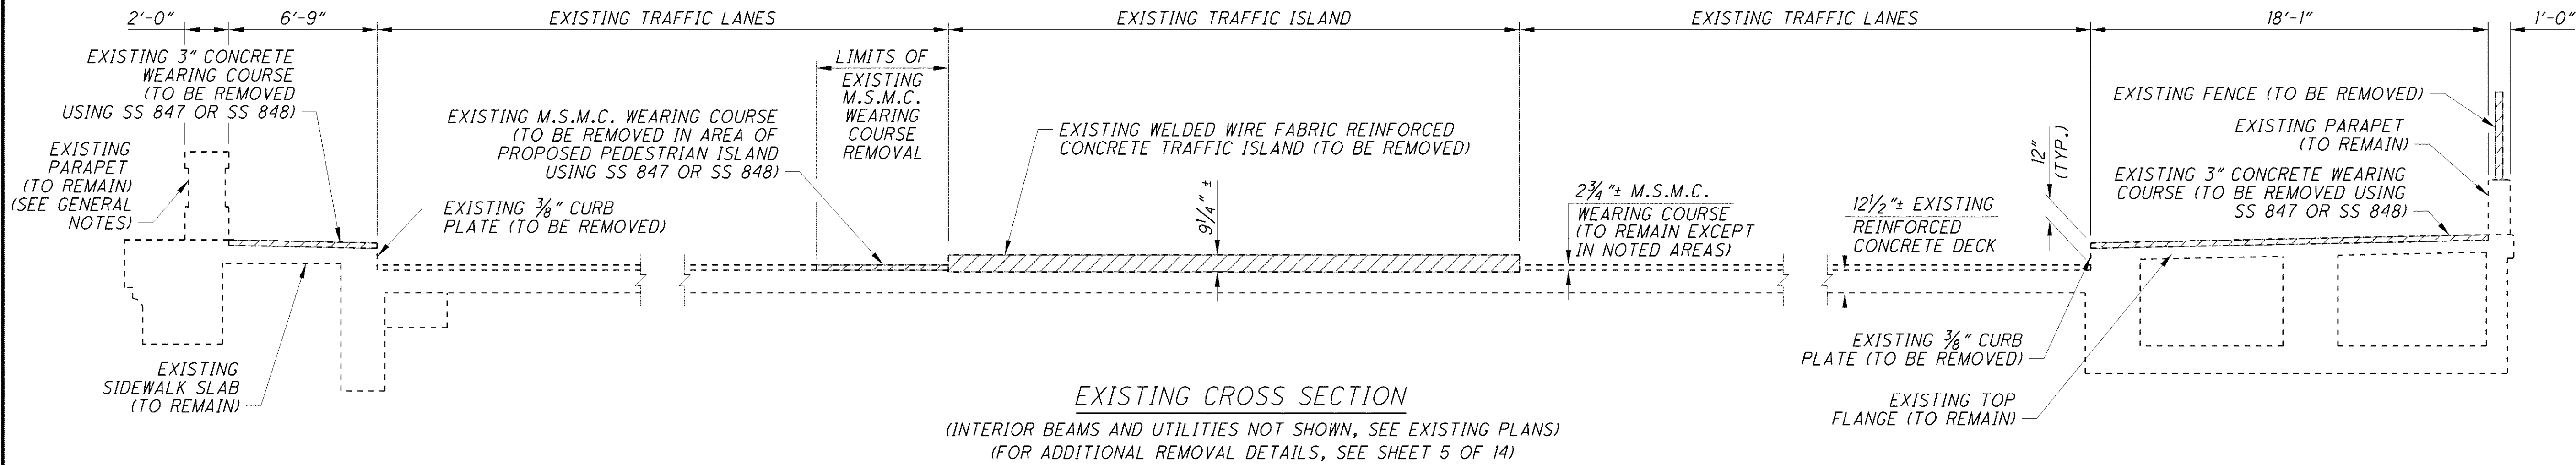 2'-0"
6'-9"
EXISTING TRAFFIC LANES
EXISTING TRAFFIC ISLAND
EXISTING TRAFFIC LANES
18'-1"
1'-0"
EXISTING 3" CONCRETE
WEARING COURSE
(TO BE REMOVED
USING SS 847 OR SS 848)
EXISTING
PARAPET
(TO REMAIN)
(SEE GENERAL
NOTES)
EXISTING 3/8" CURB
PLATE (TO BE REMOVED)
EXISTING
SIDEWALK SLAB
(TO REMAIN)
EXISTING M.S.M.C. WEARING COURSE
(TO BE REMOVED IN AREA OF
PROPOSED PEDESTRIAN ISLAND
USING SS 847 OR SS 848)
LIMITS OF
EXISTING
M.S.M.C.
WEARING
COURSE
REMOVAL
EXISTING WELDED WIRE FABRIC REINFORCED
CONCRETE TRAFFIC ISLAND (TO BE REMOVED)
9 1/4" ±
2 3/4"± M.S.M.C.
WEARING COURSE
(TO REMAIN EXCEPT
IN NOTED AREAS)
12 1/2"± EXISTING
REINFORCED
CONCRETE DECK
12"
(TYP.)
EXISTING FENCE (TO BE REMOVED)
EXISTING PARAPET
(TO REMAIN)
EXISTING 3" CONCRETE WEARING
COURSE (TO BE REMOVED USING
SS 847 OR SS 848)
EXISTING 3/8" CURB
PLATE (TO BE REMOVED)
EXISTING TOP
FLANGE (TO REMAIN)
EXISTING CROSS SECTION
(INTERIOR BEAMS AND UTILITIES NOT SHOWN, SEE EXISTING PLANS)
(FOR ADDITIONAL REMOVAL DETAILS, SEE SHEET 5 OF 14)